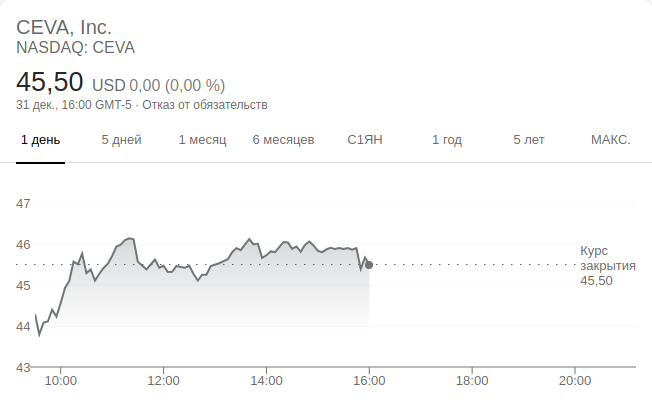 CEVA, Inc.
NASDAQ: CEVA
45,50 USD 0,00 (0,00 %)
31 дек., 16:00 GMT-5 · Отказ от обязательств
1 день 5 дней 1 месяц 6 месяцев С1ЯН 1 год 5 лет МАКС.
47
46
Курс
закрытия
45,50
45
44
43
10:00 12:00 14:00 16:00 18:00 20:00